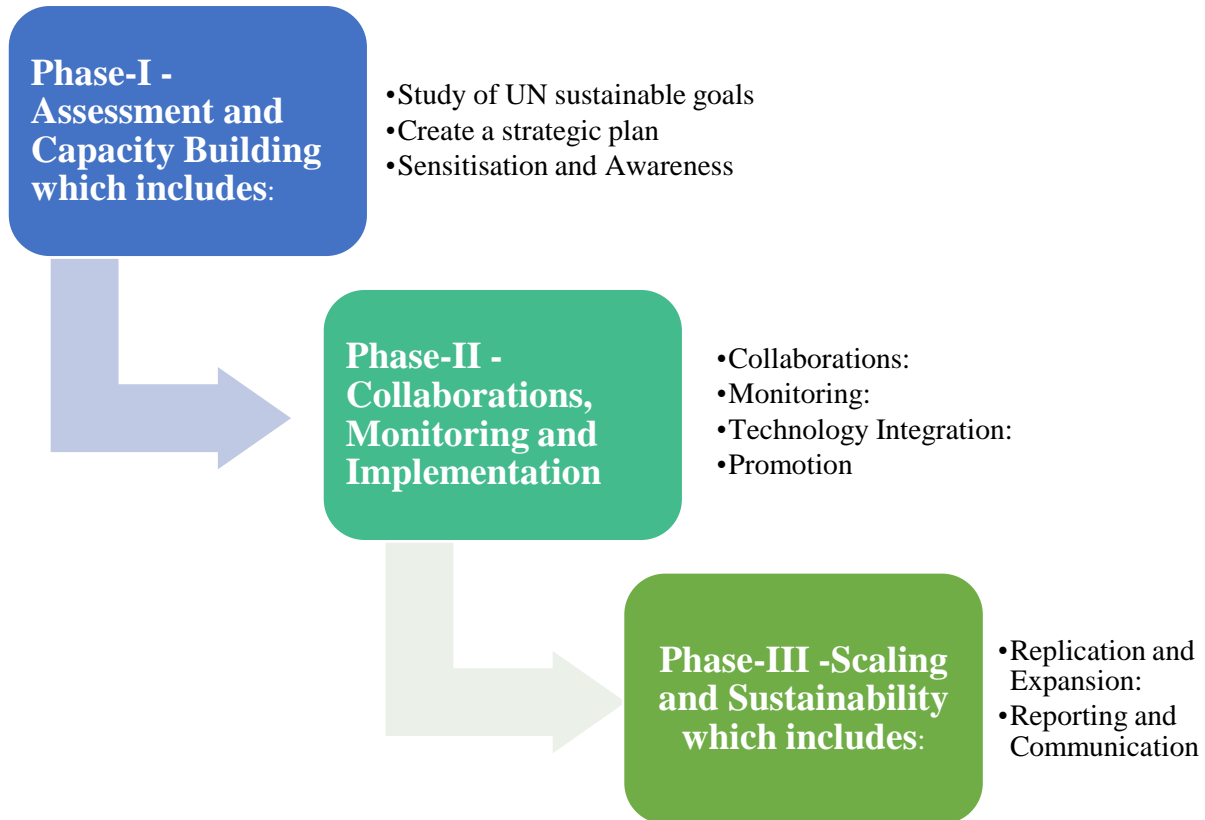 Phase-I -
Assessment and
Capacity Building
which includes:
•Study of UN sustainable goals
•Create a strategic plan
•Sensitisation and Awareness
Phase-II -
Collaborations,
Monitoring and
Implementation
•Collaborations:
•Monitoring:
•Technology Integration:
•Promotion
Phase-III -Scaling
and Sustainability
which includes:
•Replication and
Expansion:
•Reporting and
Communication